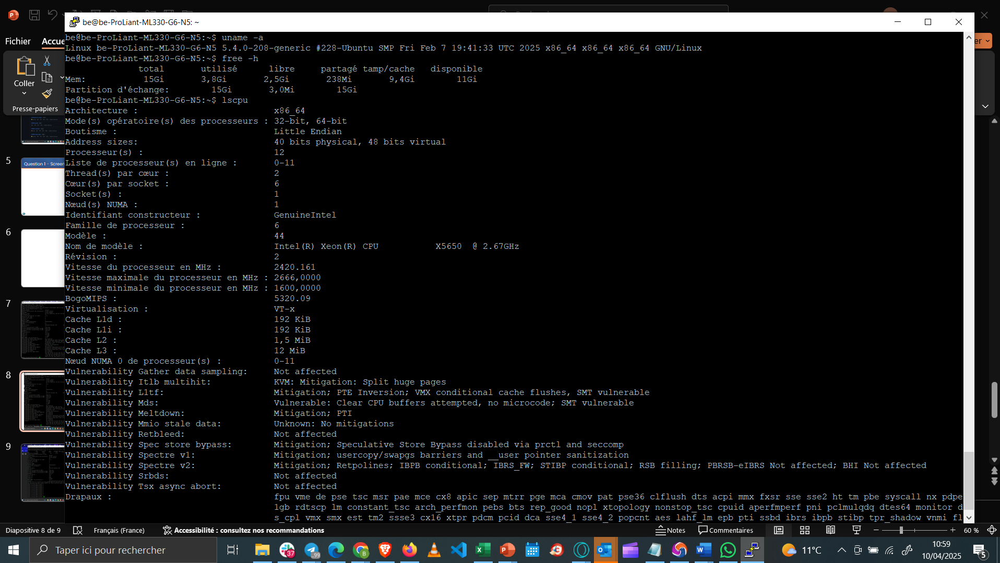 be@be-ProLiant-ML330-G6-N5: ~
Fichier
Accue
Coller
Presse-papiers
be@be-ProLiant-ML330-G6-N5:~$ uname -a
Linux be-ProLiant-ML330-G6-N5 5.4.0-208-generic #228-Ubuntu SMP Fri Feb 7 19:41:33 UTC 2025 x86_64 x86_64 x86_64 GNU/Linux
be@be-ProLiant-ML330-G6-N5:~$ free -h
total utilisé libre partagé tamp/cache disponible
Mem: 15Gi 3,8Gi 2,5Gi 238Mi 9,4Gi 11Gi
Partition d'échange: 15Gi 3,0Mi 15Gi
be@be-ProLiant-ML330-G6-N5:~$ lscpu
Architecture : x86_64
Mode(s) opératoire(s) des processeurs : 32-bit, 64-bit
Boutisme : Little Endian
Address sizes: 40 bits physical, 48 bits virtual
Processeur(s) : 12
Liste de processeur(s) en ligne : 0-11
Thread(s) par cœur : 2
Cœur(s) par socket : 6
Socket(s) : 1
Nœud(s) NUMA : 1
Identifiant constructeur : GenuineIntel
Famille de processeur : 6
Modèle : 44
Nom de modèle : Intel(R) Xeon(R) CPU X5650 @ 2.67GHz
Révision : 2
Vitesse du processeur en MHz : 2420.161
Vitesse maximale du processeur en MHz : 2666,0000
Vitesse minimale du processeur en MHz : 1600,0000
BogoMIPS : 5320.09
Virtualisation : VT-x
Cache L1d : 192 KiB
Cache L1i : 192 KiB
Cache L2 : 1,5 MiB
Cache L3 : 12 MiB
Nœud NUMA 0 de processeur(s) : 0-11
Vulnerability Gather data sampling: Not affected
Vulnerability Itlb multihit: KVM: Mitigation: Split huge pages
Vulnerability L1tf: Mitigation; PTE Inversion; VMX conditional cache flushes, SMT vulnerable
Vulnerability Mds: Vulnerable: Clear CPU buffers attempted, no microcode; SMT vulnerable
Vulnerability Meltdown: Mitigation; PTI
Vulnerability Mmio stale data: Unknown: No mitigations
Vulnerability Retbleed: Not affected
Vulnerability Spec store bypass: Mitigation; Speculative Store Bypass disabled via prctl and seccomp
Vulnerability Spectre v1: Mitigation; usercopy/swapgs barriers and __user pointer sanitization
Vulnerability Spectre v2: Mitigation; Retpolines; IBPB conditional; IBRS_FW; STIBP conditional; RSB filling; PBRSB-eIBRS Not affected; BHI Not affected
Vulnerability Srbds: Not affected
Vulnerability Tsx async abort: Not affected
Drapaux : fpu vme de pse tsc msr pae mce cx8 apic sep mtrr pge mca cmov pat pse36 clflush dts acpi mmx fxsr sse sse2 ht tm pbe syscall nx pdpe
1gb rdtscp lm constant_tsc arch_perfmon pebs bts rep_good nopl xtopology nonstop_tsc cpuid aperfmperf pni pclmulqdq dtes64 monitor d
s_cpl vmx smx est tm2 ssse3 cx16 xtpr pdcm pcid dca sse4_1 sse4_2 popcnt aes lahf_lm epb pti ssbd ibrs ibpb stibp tpr_shadow vnmi fl
5
Question 1 – Screen
6
7
8
9
er
Diapositive 8 de 9
Français (France)
Accessibilité : consultez nos recommandations
Notes
Commentaires
60 %
Taper ici pour rechercher
37
99
11°C
10:59
10/04/2025
5